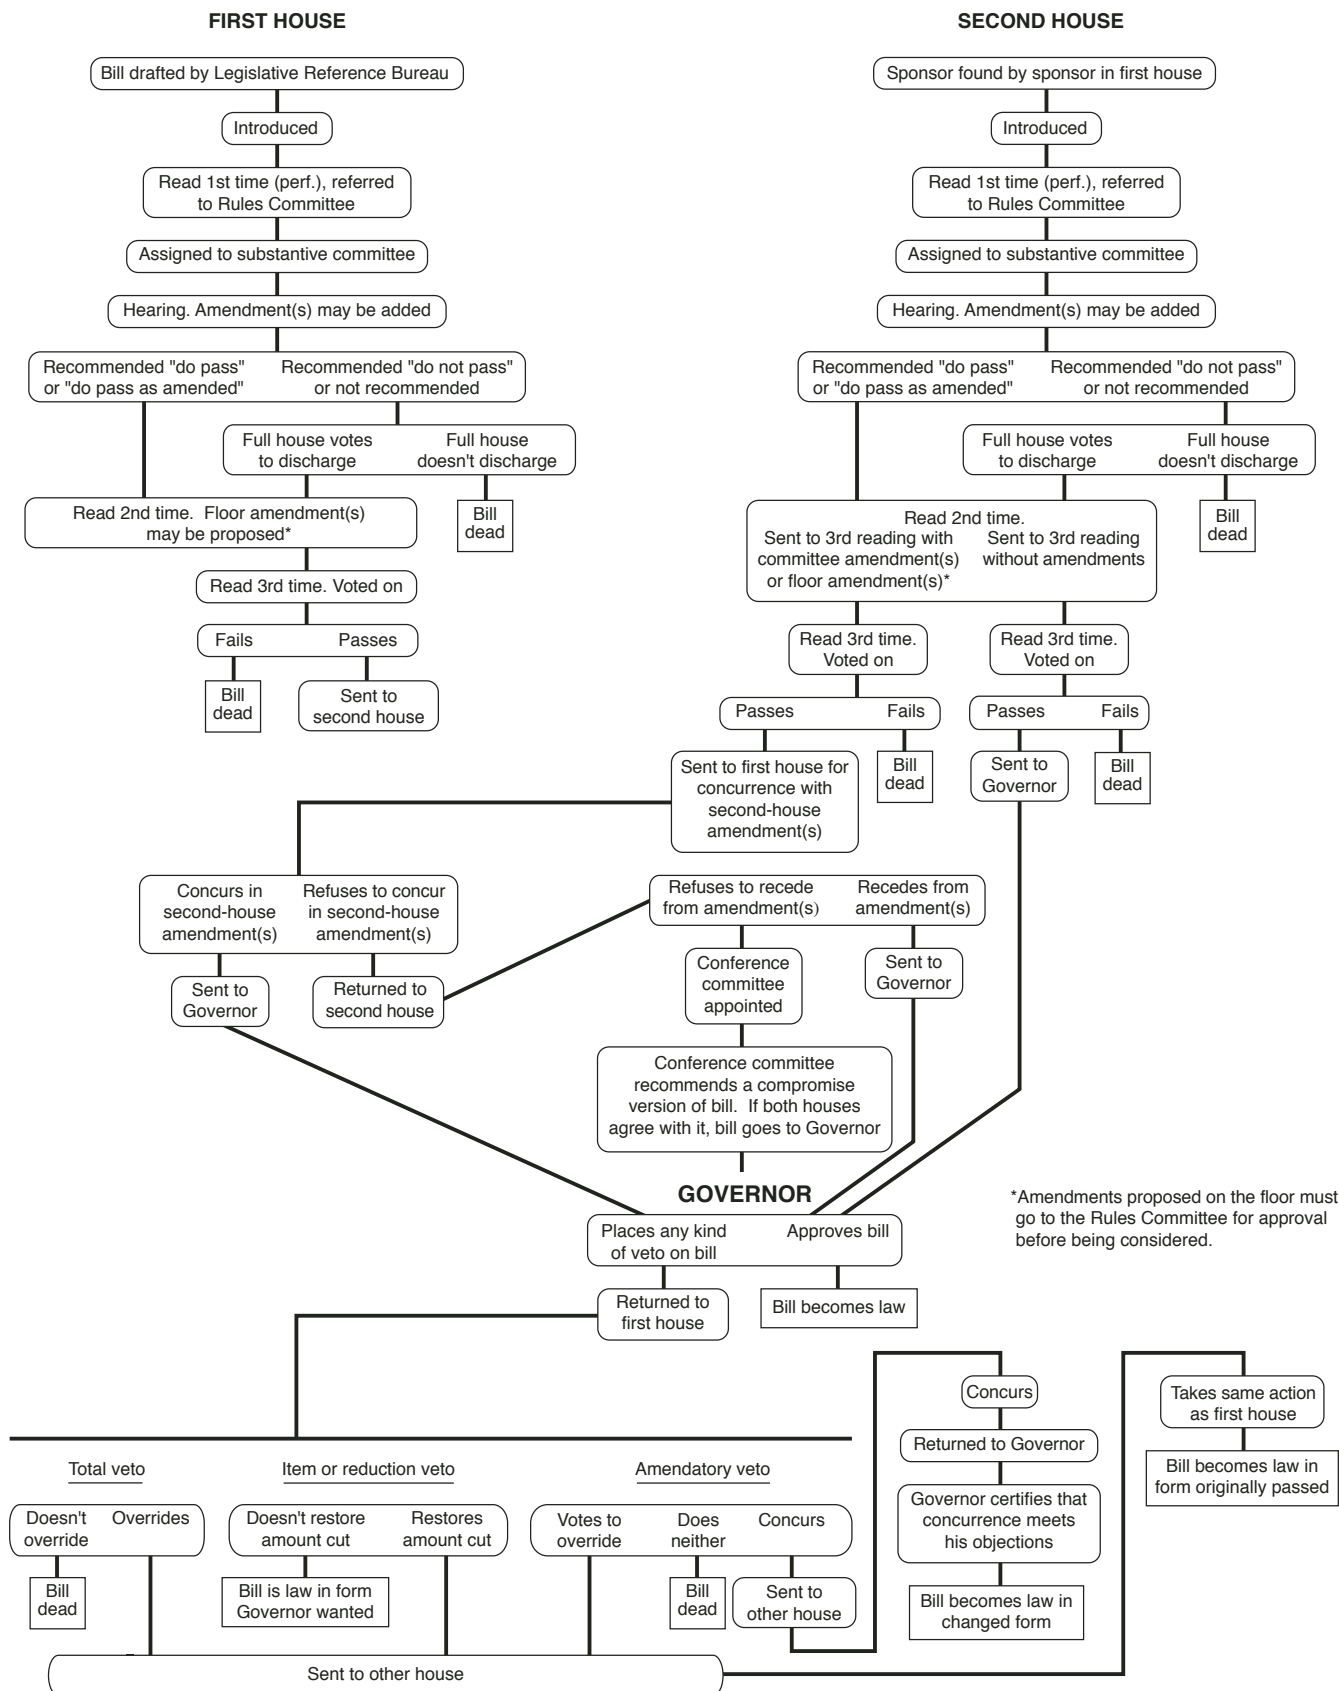 FIRST HOUSE
Bill drafted by Legislative Reference Bureau
Introduced
Read 1st time (perf.), referred
to Rules Committee
Assigned to substantive committee
Hearing. Amendment(s) may be added
Recommended "do pass"
or "do pass as amended"
Recommended "do not pass"
or not recommended
Full house votes
to discharge
Full house
doesn't discharge
Read 2nd time. Floor amendment(s)
may be proposed*
Bill
dead
Read 3rd time. Voted on
Fails
Passes
Bill
dead
Sent to
second house
SECOND HOUSE
Sponsor found by sponsor in first house
Introduced
Read 1st time (perf.), referred
to Rules Committee
Assigned to substantive committee
Hearing. Amendment(s) may be added
Recommended "do pass"
or "do pass as amended"
Recommended "do not pass"
or not recommended
Full house votes
to discharge
Full house
doesn't discharge
Read 2nd time.
Sent to 3rd reading with
committee amendment(s)
or floor amendment(s)*
Sent to 3rd reading
without amendments
Bill
dead
Read 3rd time.
Voted on
Read 3rd time.
Voted on
Passes
Fails
Passes
Fails
Sent to first house for
concurrence with
second-house
amendment(s)
Bill
dead
Sent to
Governor
Bill
dead
Concurs in
second-house
amendment(s)
Refuses to concur
in second-house
amendment(s)
Refuses to recede
from amendment(s)
Recedes from
amendment(s)
Sent to
Governor
Returned to
second house
Conference
committee
appointed
Sent to
Governor
Conference committee
recommends a compromise
version of bill. If both houses
agree with it, bill goes to Governor
GOVERNOR
*Amendments proposed on the floor must
go to the Rules Committee for approval
before being considered.
Places any kind
of veto on bill
Approves bill
Returned to
first house
Bill becomes law
Total veto
Item or reduction veto
Amendatory veto
Doesn't
override
Overrides
Doesn't restore
amount cut
Restores
amount cut
Votes to
override
Does
neither
Concurs
Bill
dead
Bill is law in form
Governor wanted
Bill
dead
Sent to
other house
Sent to other house
Concurs
Returned to Governor
Governor certifies that
concurrence meets
his objections
Bill becomes law in
changed form
Takes same action
as first house
Bill becomes law in
form originally passed